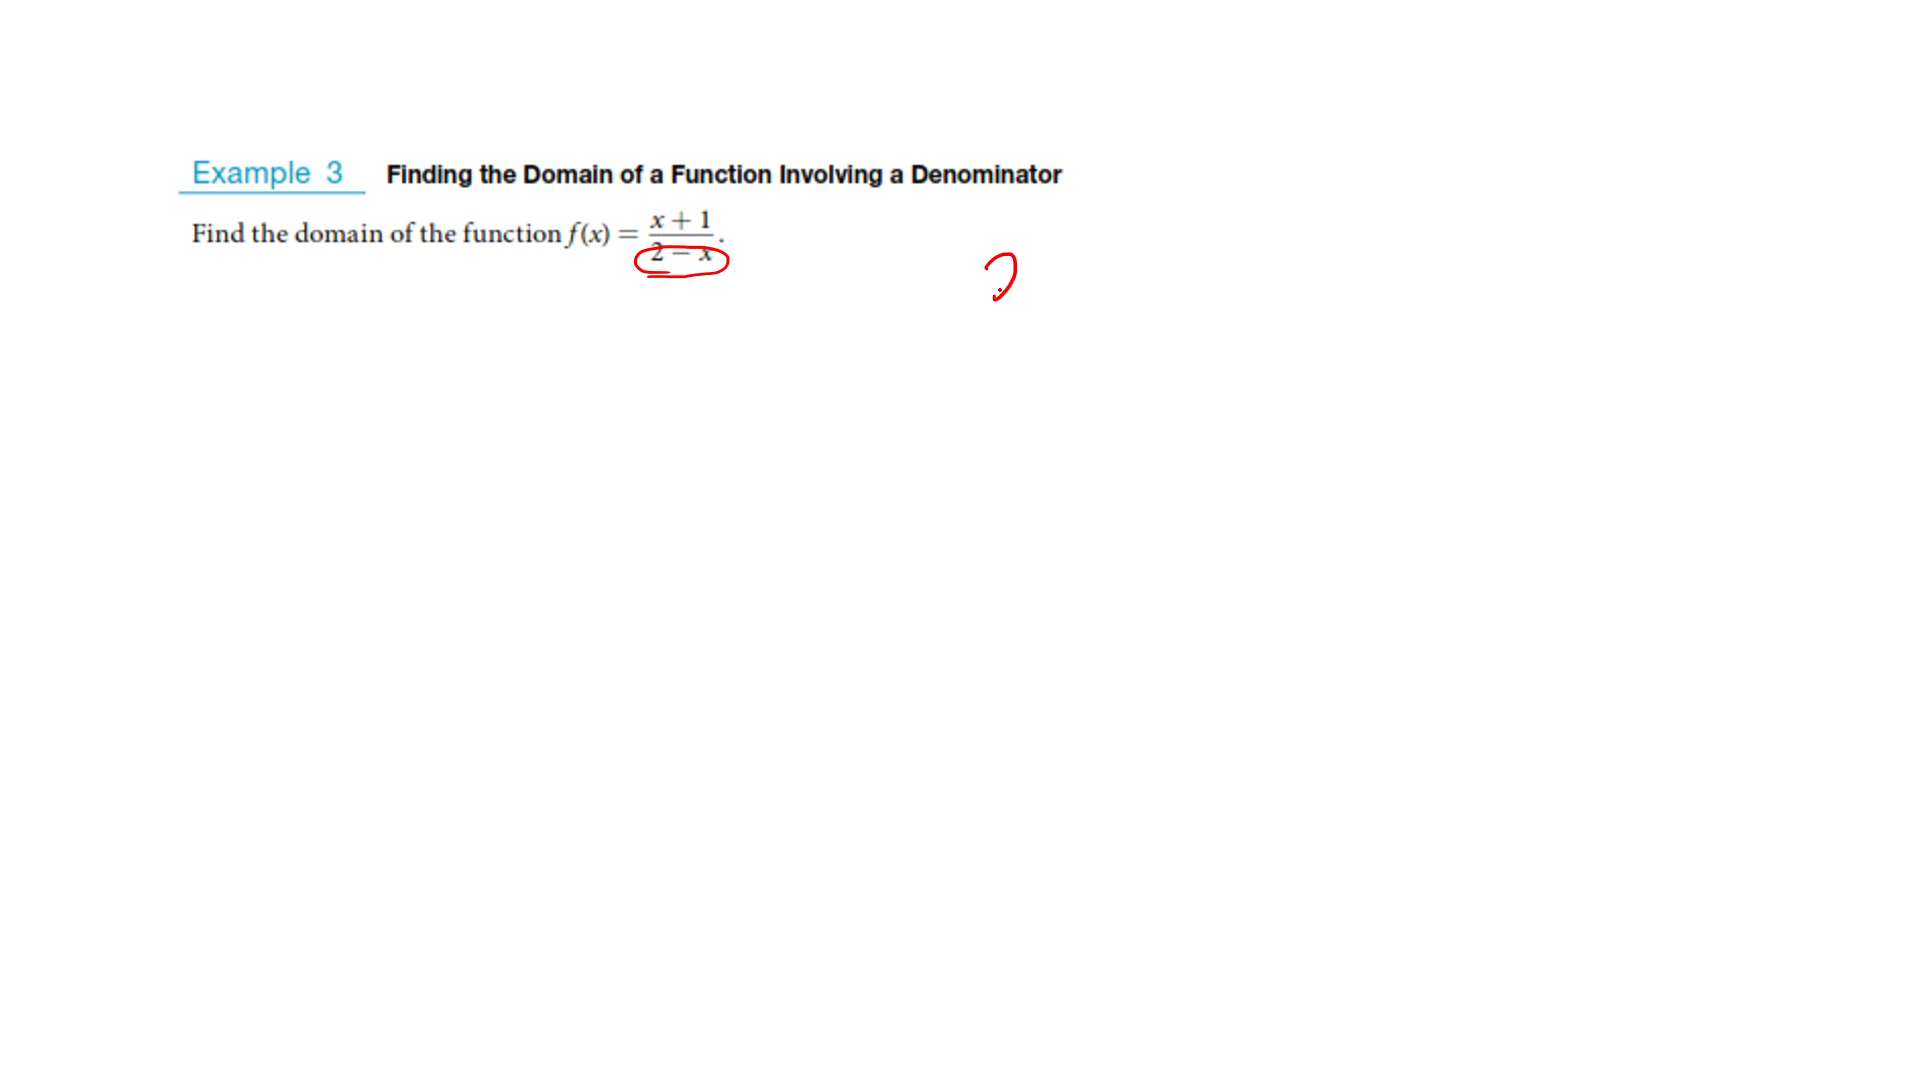 Example 3 Finding the Domain of a Function Involving a Denominator
Find the domain of the function f(x) = (x + 1)/(2 − x).